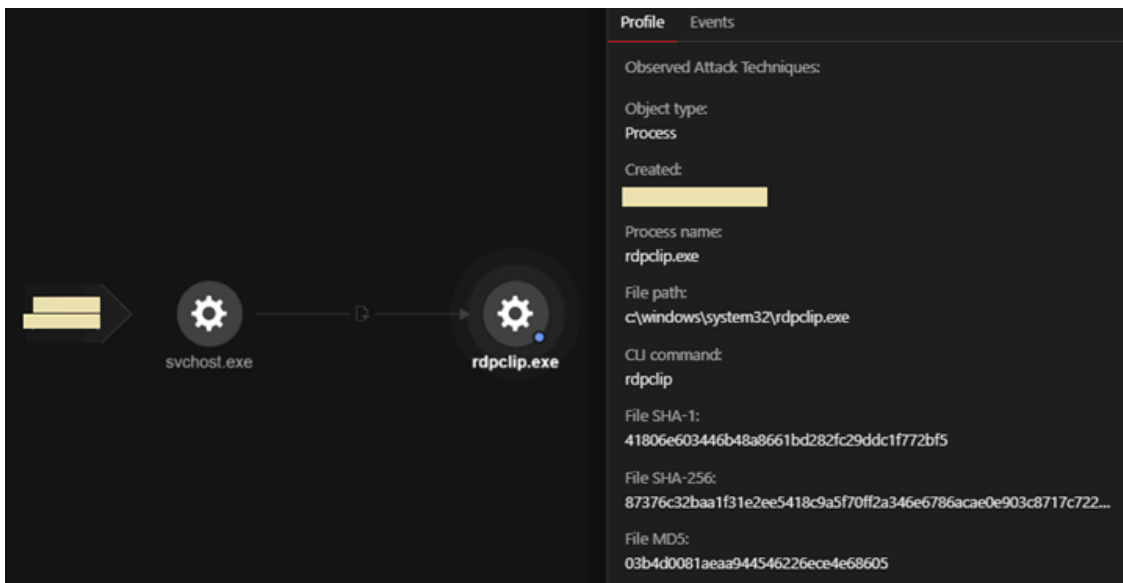 Profile Events
Observed Attack Techniques:
Object type:
Process
Created:
Process name:
rdpclip.exe
File path:
c:\windows\system32\rdpclip.exe
CLI command:
rdpclip
File SHA-1:
41806e603446b48a8661bd282fc29ddc1f772bf5
File SHA-256:
87376c32baa1f31e2ee5418c9a5f70ff2a346e6786acae0e903c8717c722...
File MD5:
03b4d0081aeaa944546226ece4e68605
svchost.exe
rdpclip.exe